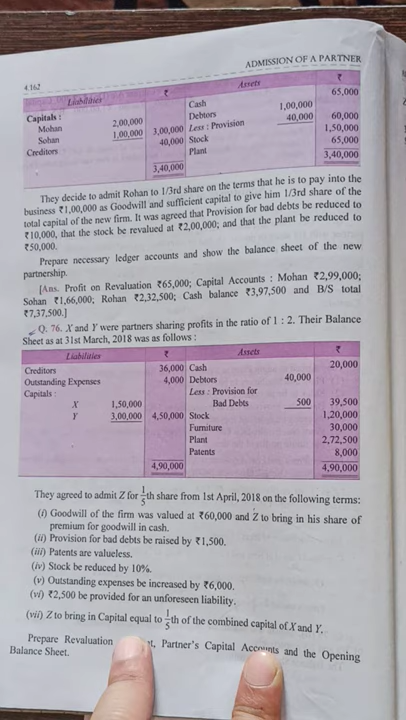 ADMISSION OF A PARTNER
4.162
Liabilities ₹ Assets ₹
Capitals : Cash 65,000
Mohan 2,00,000 Debtors 1,00,000
Sohan 1,00,000 3,00,000 Less : Provision 40,000 60,000
Creditors 40,000 Stock 1,50,000
Plant 65,000
3,40,000 3,40,000
They decide to admit Rohan to 1/3rd share on the terms that he is to pay into the
business ₹1,00,000 as Goodwill and sufficient capital to give him 1/3rd share of the
total capital of the new firm. It was agreed that Provision for bad debts be reduced to
₹10,000, that the stock be revalued at ₹2,00,000; and that the plant be reduced to
₹50,000.
Prepare necessary ledger accounts and show the balance sheet of the new
partnership.
[Ans. Profit on Revaluation ₹65,000; Capital Accounts : Mohan ₹2,99,000;
Sohan ₹1,66,000; Rohan ₹2,32,500; Cash balance ₹3,97,500 and B/S total
₹7,37,500.]
Q. 76. X and Y were partners sharing profits in the ratio of 1 : 2. Their Balance
Sheet as at 31st March, 2018 was as follows :
Liabilities ₹ Assets ₹
Creditors 36,000 Cash 20,000
Outstanding Expenses 4,000 Debtors 40,000
Capitals : Less : Provision for
X 1,50,000 Bad Debts 500 39,500
Y 3,00,000 4,50,000 Stock 1,20,000
Furniture 30,000
Plant 2,72,500
Patents 8,000
4,90,000 4,90,000
They agreed to admit Z for 1/5th share from 1st April, 2018 on the following terms:
(i) Goodwill of the firm was valued at ₹60,000 and Z to bring in his share of
premium for goodwill in cash.
(ii) Provision for bad debts be raised by ₹1,500.
(iii) Patents are valueless.
(iv) Stock be reduced by 10%.
(v) Outstanding expenses be increased by ₹6,000.
(vi) ₹2,500 be provided for an unforeseen liability.
(vii) Z to bring in Capital equal to 1/5th of the combined capital of X and Y.
Prepare Revaluation Partner's Capital Accounts and the Opening
Balance Sheet.